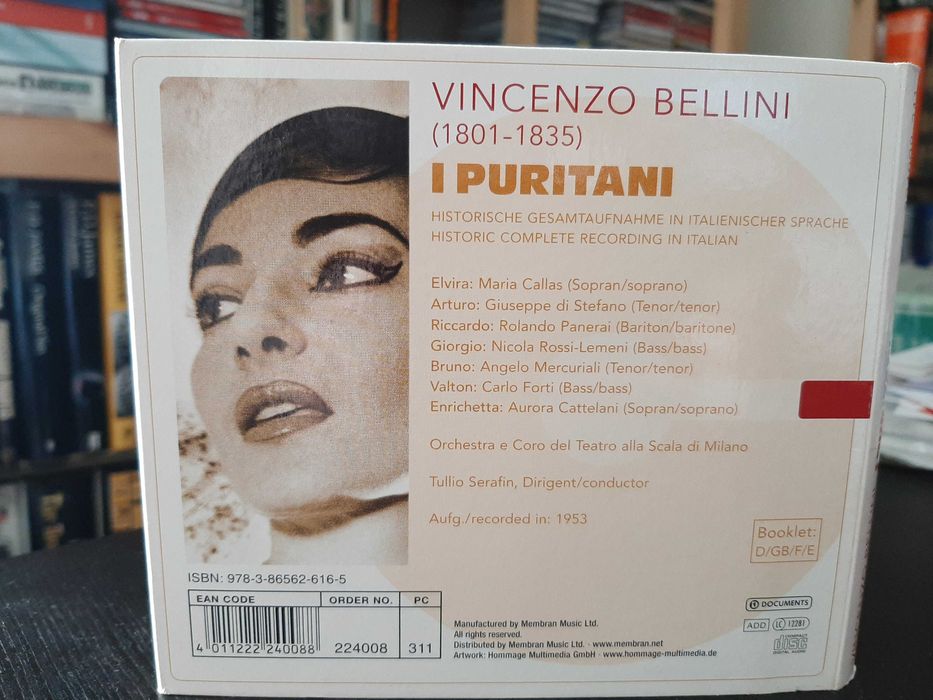 VINCENZO BELLINI
(1801-1835)
I PURITANI
HISTORISCHE GESAMTAUFNAHME IN ITALIENISCHER SPRACHE
HISTORIC COMPLETE RECORDING IN ITALIAN
Elvira: Maria Callas (Sopran/soprano)
Arturo: Giuseppe di Stefano (Tenor/tenor)
Riccardo: Rolando Panerai (Bariton/baritone)
Giorgio: Nicola Rossi-Lemeni (Bass/bass)
Bruno: Angelo Mercuriali (Tenor/tenor)
Valton: Carlo Forti (Bass/bass)
Enrichetta: Aurora Cattelani (Sopran/soprano)
Orchestra e Coro del Teatro alla Scala di Milano
Tullio Serafin, Dirigent/conductor
Aufg./recorded in: 1953
Booklet:
D/GB/F/E
ISBN: 978-3-86562-616-5
EAN CODE ORDER NO. PC
4 011222 240088 224008 311
Manufactured by Membran Music Ltd.
All rights reserved.
Distributed by Membran Music Ltd. · www.membran.net
Artwork: Hommage Multimedia GmbH · www.hommage-multimedia.de
DOCUMENTS
ADD LC 12281
COMPACT
disc
DIGITAL AUDIO